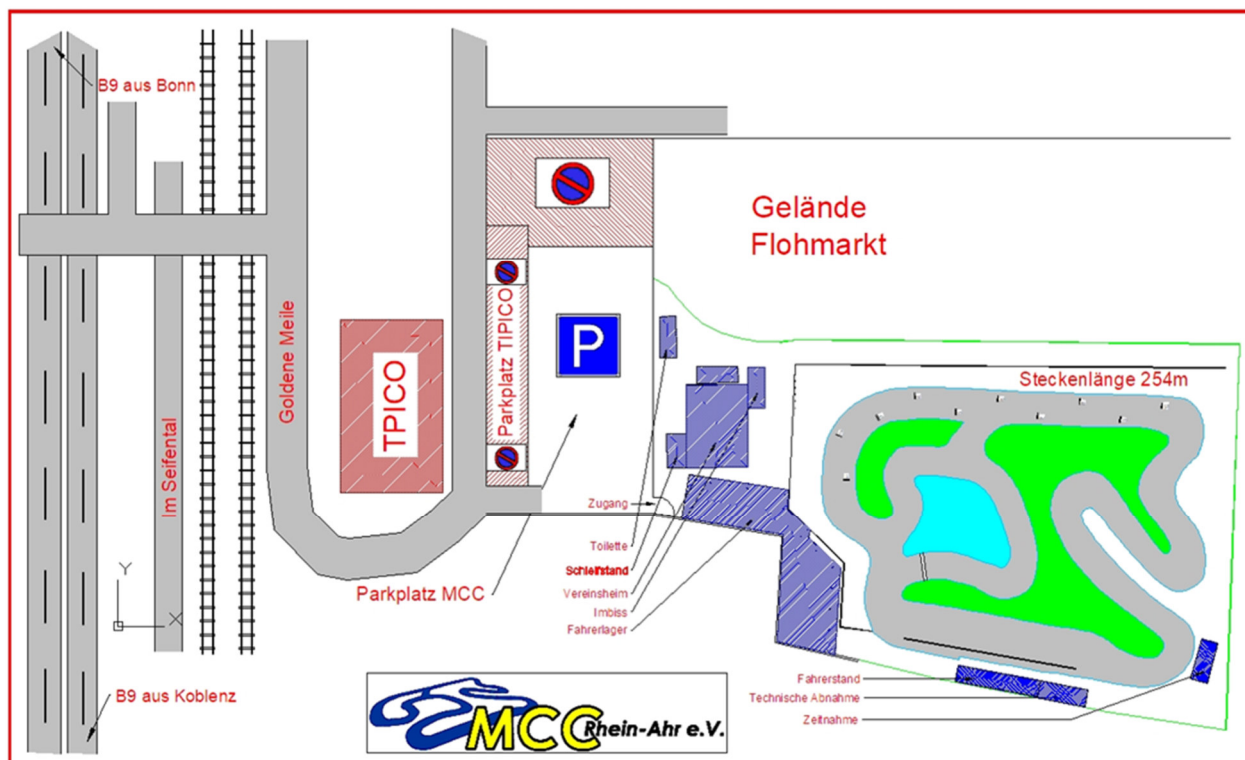 B9 aus Bonn
Gelände
Flohmarkt
Goldene Meile
TPICO
Parkplatz TIPICO
P
Steckenlänge 254m
Im Seifental
Zugang
Toilette
Schleifstand
Vereinsheim
Imbiss
Fahrerlager
Parkplatz MCC
Y
X
B9 aus Koblenz
Fahrerstand
Technische Abnahme
Zeitnahme
MCC Rhein-Ahr e.V.